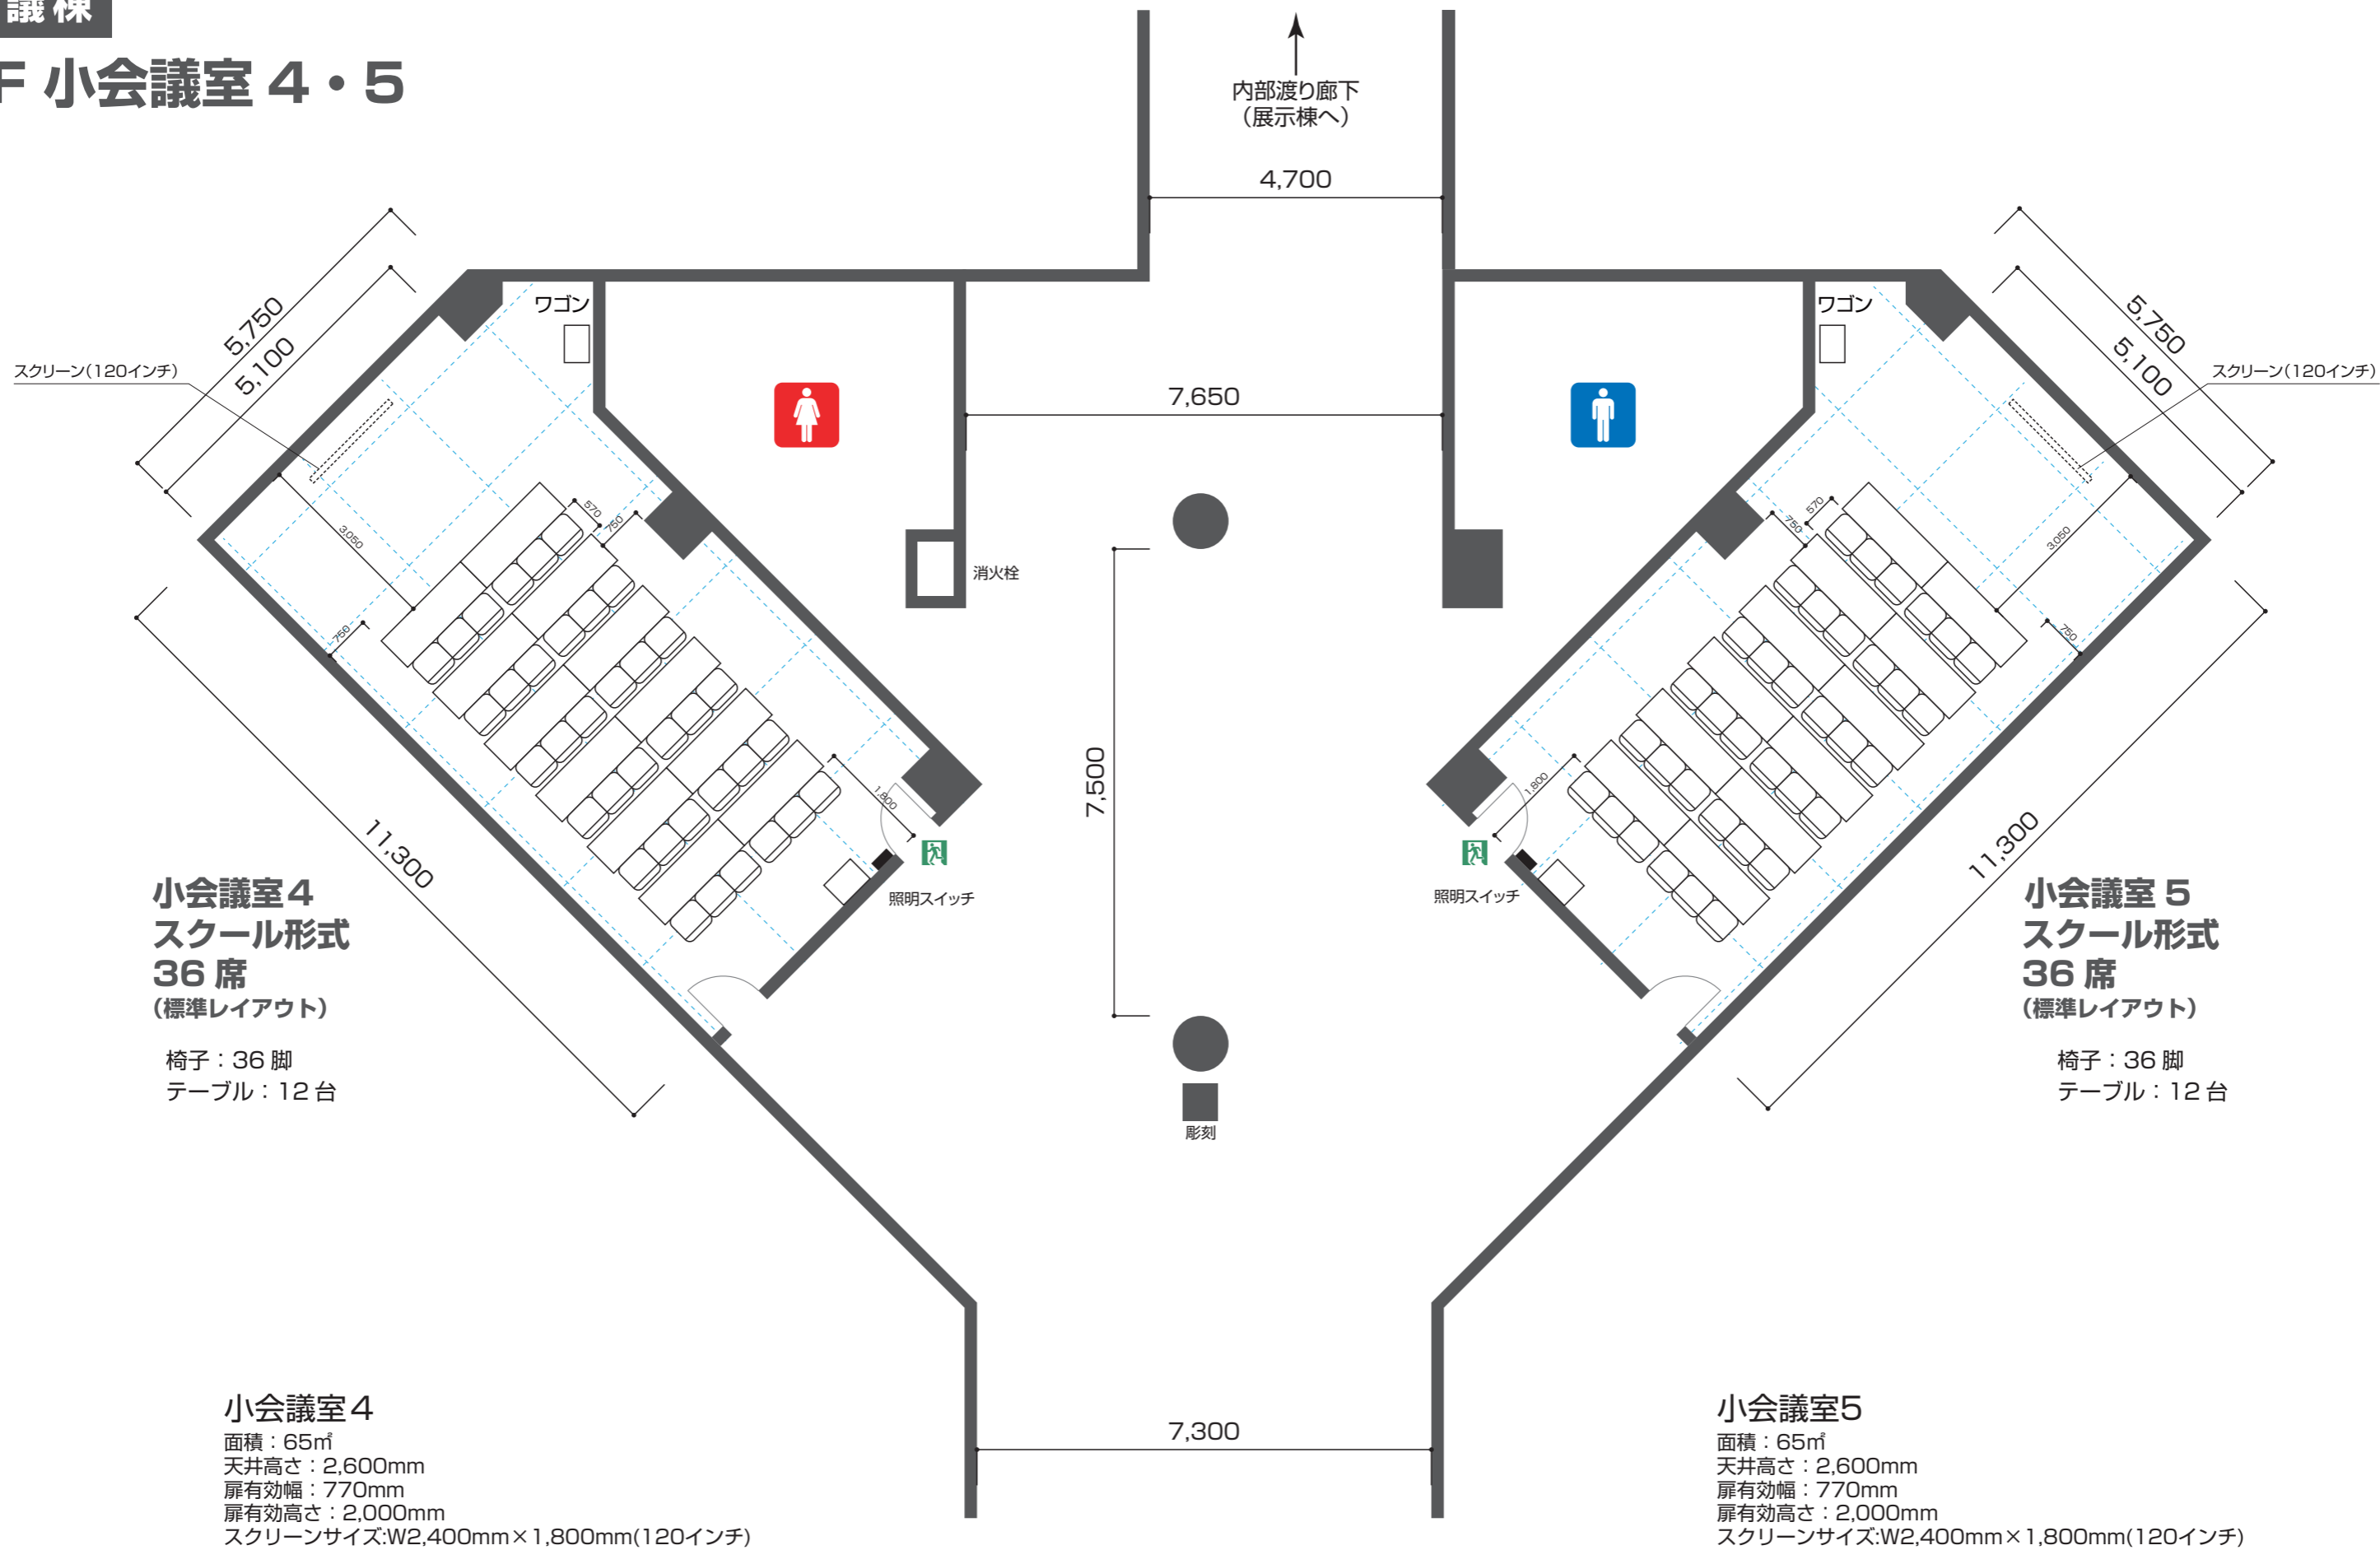 議棟
F 小会議室 4・5
内部渡り廊下
(展示棟へ)
4,700
5,750
5,100
スクリーン(120インチ)
ワゴン
7,650
ワゴン
5,750
5,100
スクリーン(120インチ)
3,050
570
750
750
消火栓
7,500
750
570
3,050
750
1,800
照明スイッチ
1,800
照明スイッチ
11,300
11,300
小会議室4
スクール形式
36 席
(標準レイアウト)
椅子:36 脚
テーブル:12 台
彫刻
小会議室 5
スクール形式
36 席
(標準レイアウト)
椅子:36 脚
テーブル:12 台
7,300
小会議室4
面積:65㎡
天井高さ:2,600mm
扉有効幅:770mm
扉有効高さ:2,000mm
スクリーンサイズ:W2,400mm×1,800mm(120インチ)
小会議室5
面積:65㎡
天井高さ:2,600mm
扉有効幅:770mm
扉有効高さ:2,000mm
スクリーンサイズ:W2,400mm×1,800mm(120インチ)